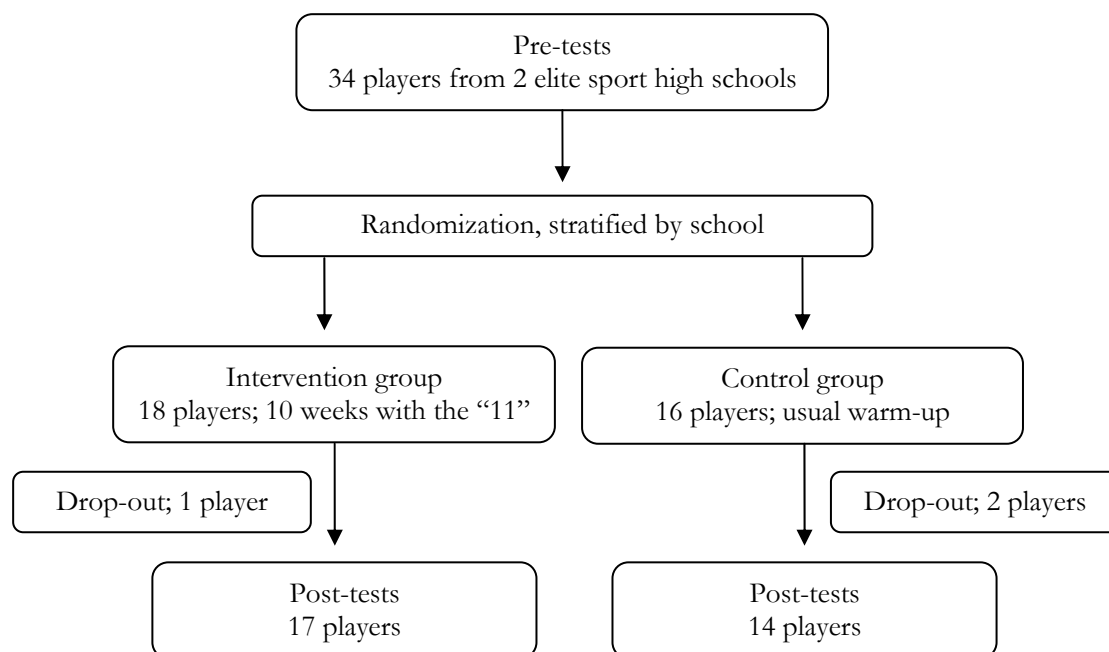 Pre-tests
34 players from 2 elite sport high schools
Randomization, stratified by school
Intervention group
18 players; 10 weeks with the “11”
Control group
16 players; usual warm-up
Drop-out; 1 player
Drop-out; 2 players
Post-tests
17 players
Post-tests
14 players